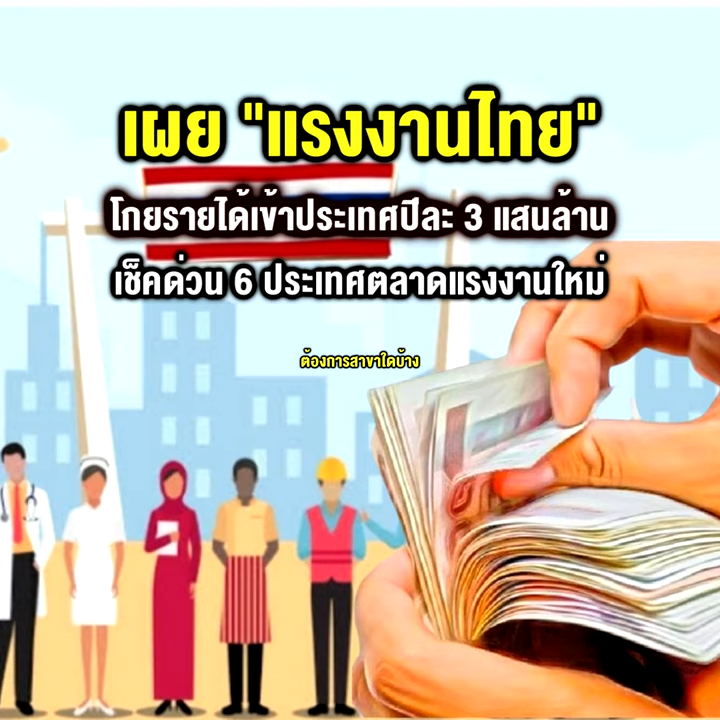 เผย "แรงงานไทย"
โกยรายได้เข้าประเทศปีละ 3 แสนล้าน
เช็คด่วน 6 ประเทศตลาดแรงงานใหม่
ต้องการสาขาใดบ้าง